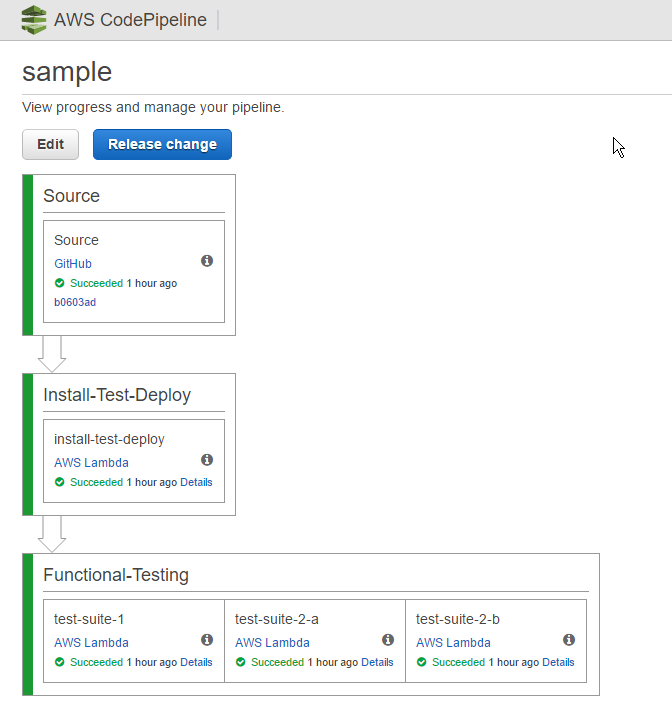 AWS CodePipeline
sample
View progress and manage your pipeline.
Edit Release change
Source
Source
GitHub
Succeeded 1 hour ago
b0603ad
Install-Test-Deploy
install-test-deploy
AWS Lambda
Succeeded 1 hour ago Details
Functional-Testing
test-suite-1 test-suite-2-a test-suite-2-b
AWS Lambda AWS Lambda AWS Lambda
Succeeded 1 hour ago Details Succeeded 1 hour ago Details Succeeded 1 hour ago Details